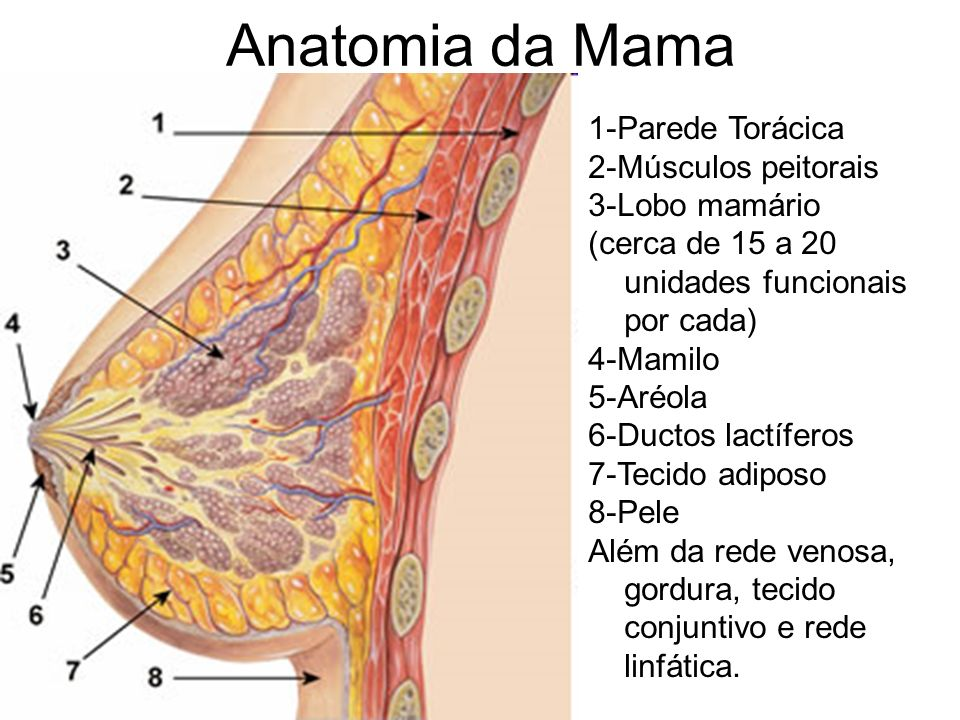 Anatomia da Mama
1
2
3
4
5
6
7
8
1-Parede Torácica
2-Músculos peitorais
3-Lobo mamário
(cerca de 15 a 20
unidades funcionais
por cada)
4-Mamilo
5-Aréola
6-Ductos lactíferos
7-Tecido adiposo
8-Pele
Além da rede venosa,
gordura, tecido
conjuntivo e rede
linfática.